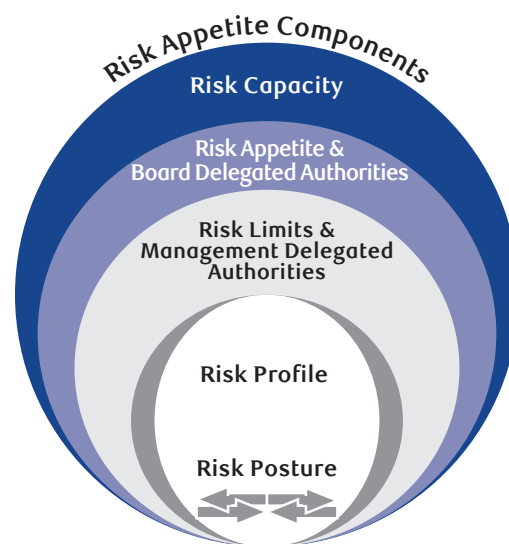 Risk Appetite Components
Risk Capacity
Risk Appetite &
Board Delegated Authorities
Risk Limits &
Management Delegated
Authorities
Risk Profile
Risk Posture